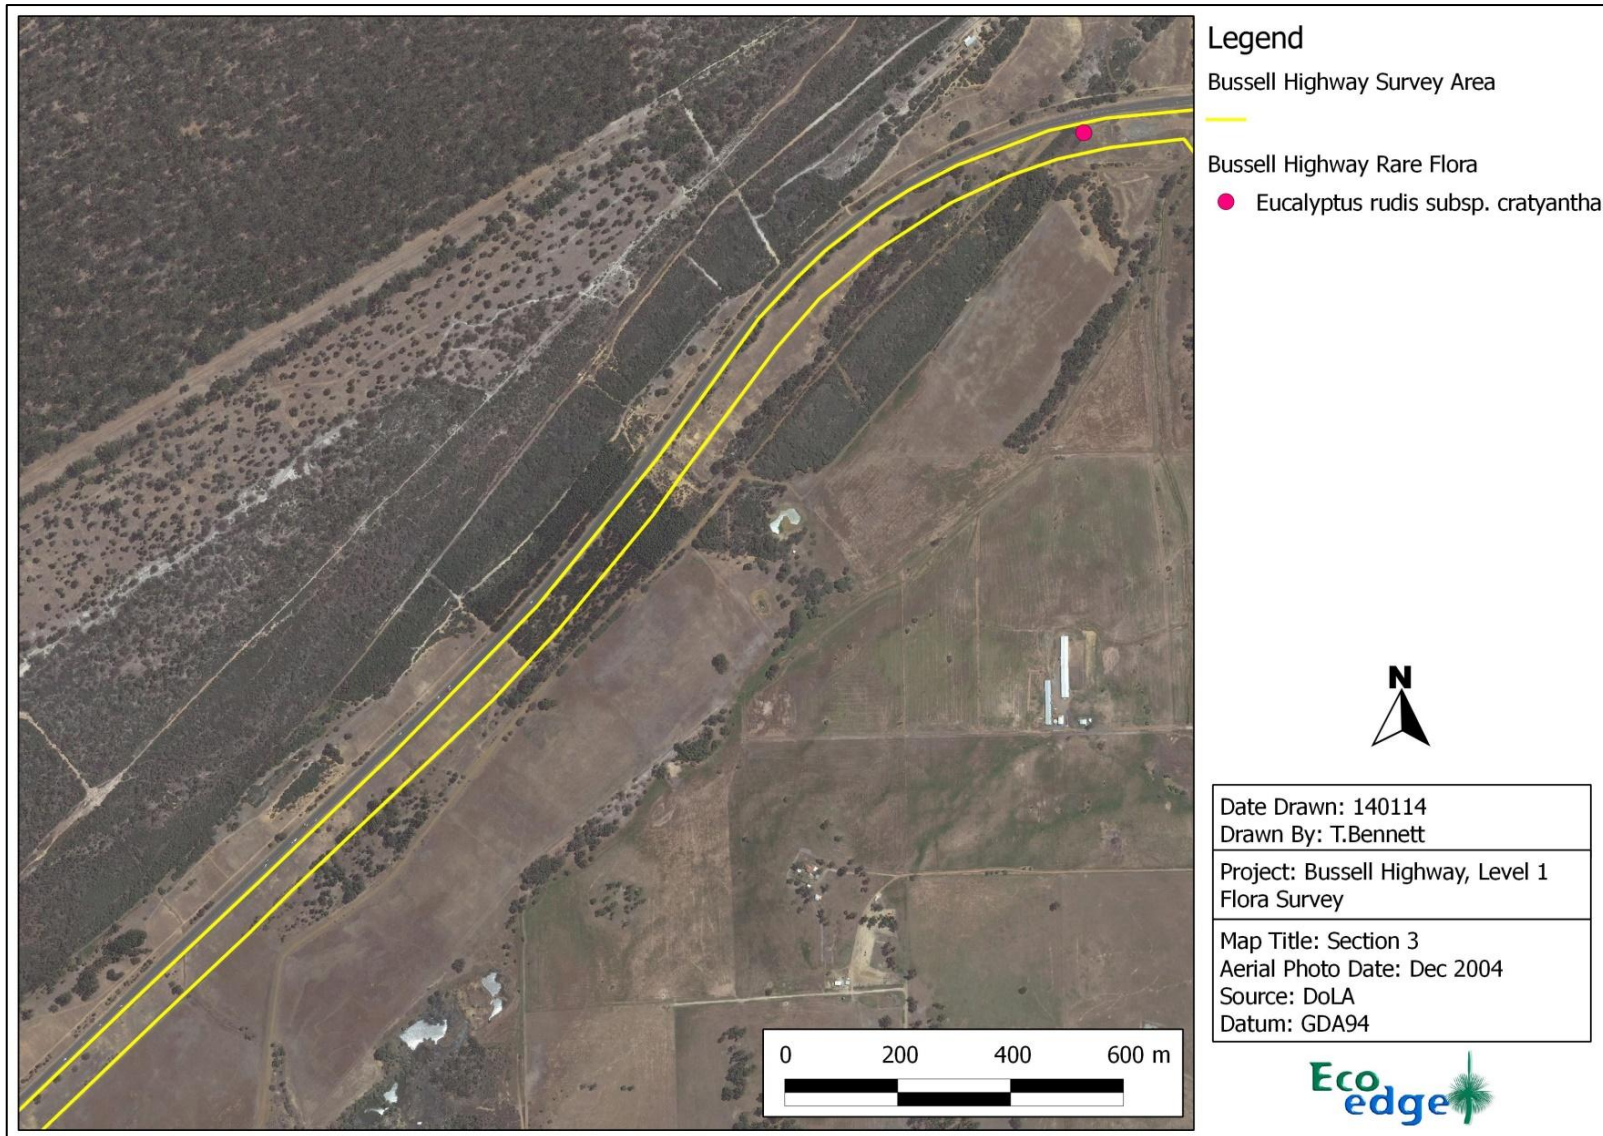 Legend
Bussell Highway Survey Area
Bussell Highway Rare Flora
Eucalyptus rudis subsp. cratyantha
N
Date Drawn: 140114
Drawn By: T.Bennett
Project: Bussell Highway, Level 1
Flora Survey
Map Title: Section 3
Aerial Photo Date: Dec 2004
Source: DoLA
Datum: GDA94
0 200 400 600 m
Eco
edge